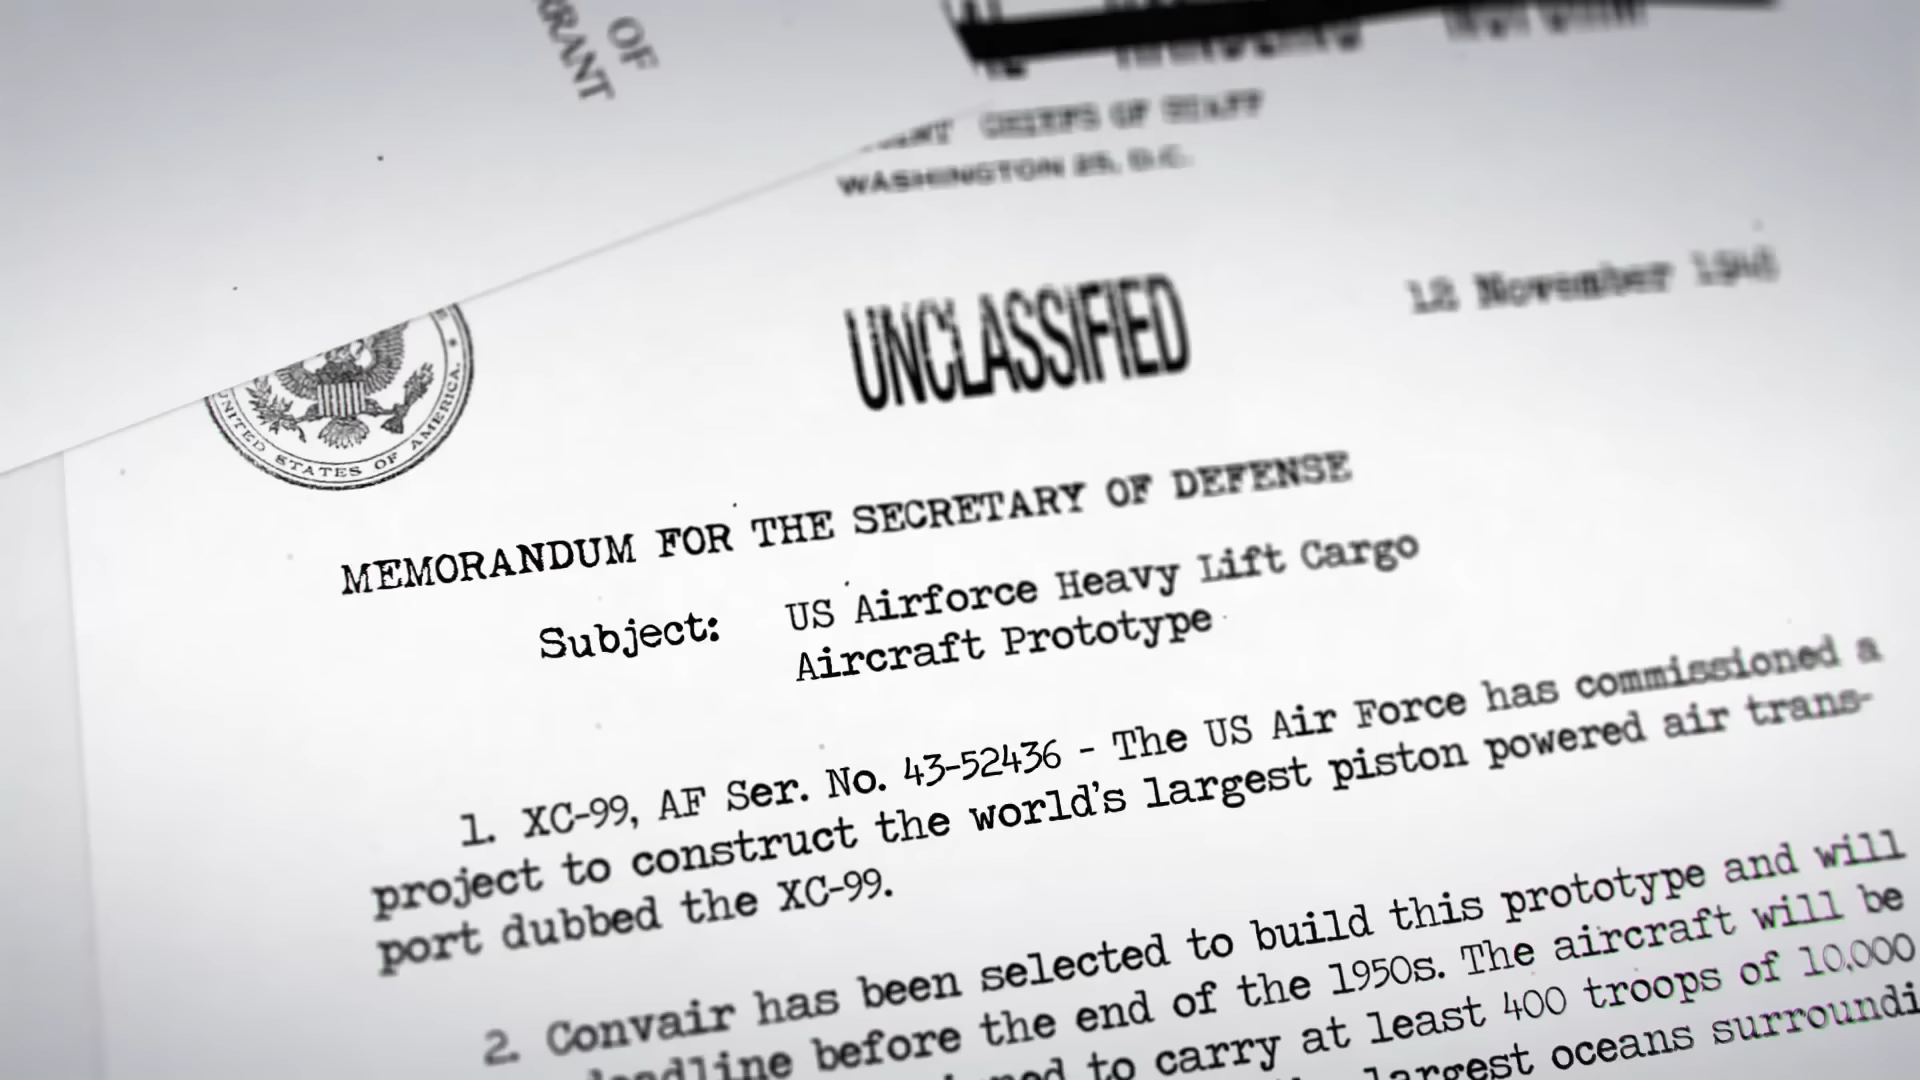 OF
RRANT
CHIEFS OF STAFF
WASHINGTON 25, D.C.
UNCLASSIFIED
12 November
UNITED STATES OF AMERICA.
MEMORANDUM FOR THE SECRETARY OF DEFENSE
Subject: US Airforce Heavy Lift Cargo
Aircraft Prototype
1. XC-99, AF Ser. No. 43-52436 - The US Air Force has commissioned a
project to construct the world's largest piston powered air trans-
port dubbed the XC-99.
2. Convair has been selected to build this prototype and will
deadline before the end of the 1950s. The aircraft will be
to carry at least 400 troops of 10,000
largest oceans surroundi